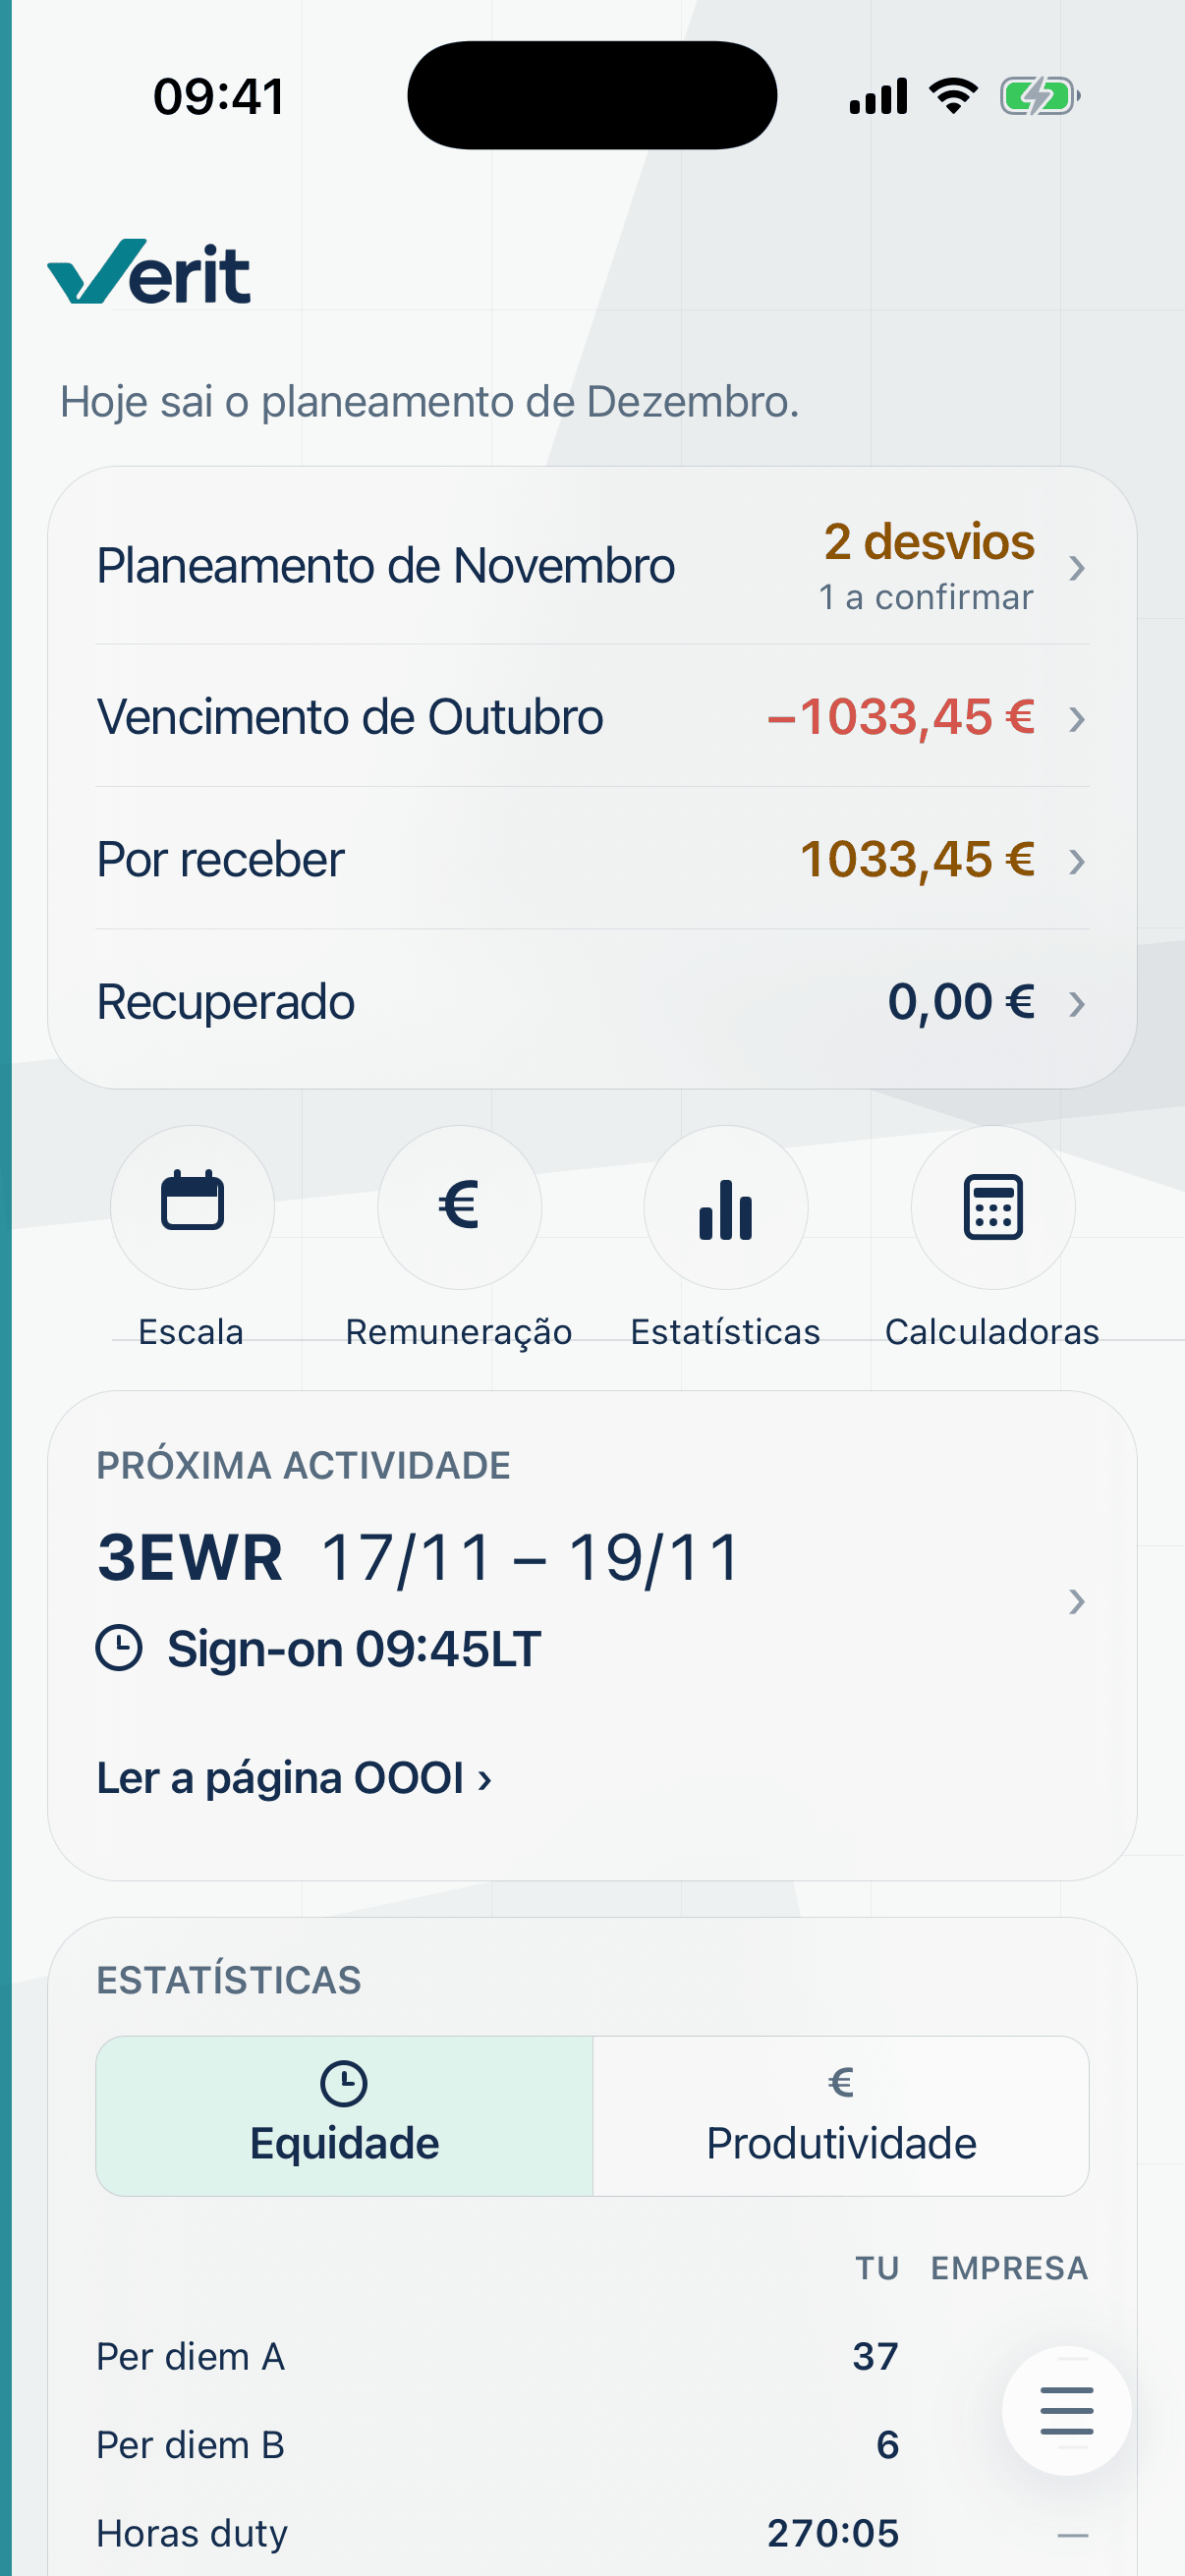 09:41
Verit
Hoje sai o planeamento de Dezembro.
Planeamento de Novembro 2 desvios ›
1 a confirmar
Vencimento de Outubro –1033,45 € ›
Por receber 1033,45 € ›
Recuperado 0,00 € ›
€
Escala Remuneração Estatísticas Calculadoras
PRÓXIMA ACTIVIDADE
3EWR 17/11 – 19/11 ›
Sign-on 09:45LT
Ler a página OOOI ›
ESTATÍSTICAS
€
Equidade Produtividade
TU EMPRESA
Per diem A 37
Per diem B 6
Horas duty 270:05 —